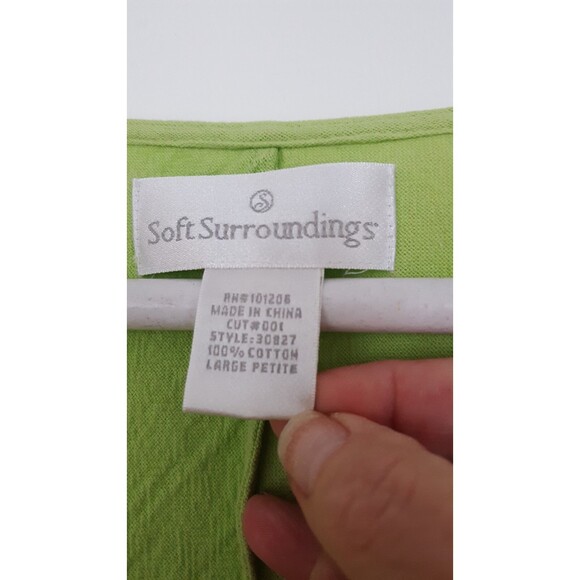 S
Soft Surroundings
RN#101206
MADE IN CHINA
CUT#001
STYLE:30827
100% COTTON
LARGE PETITE